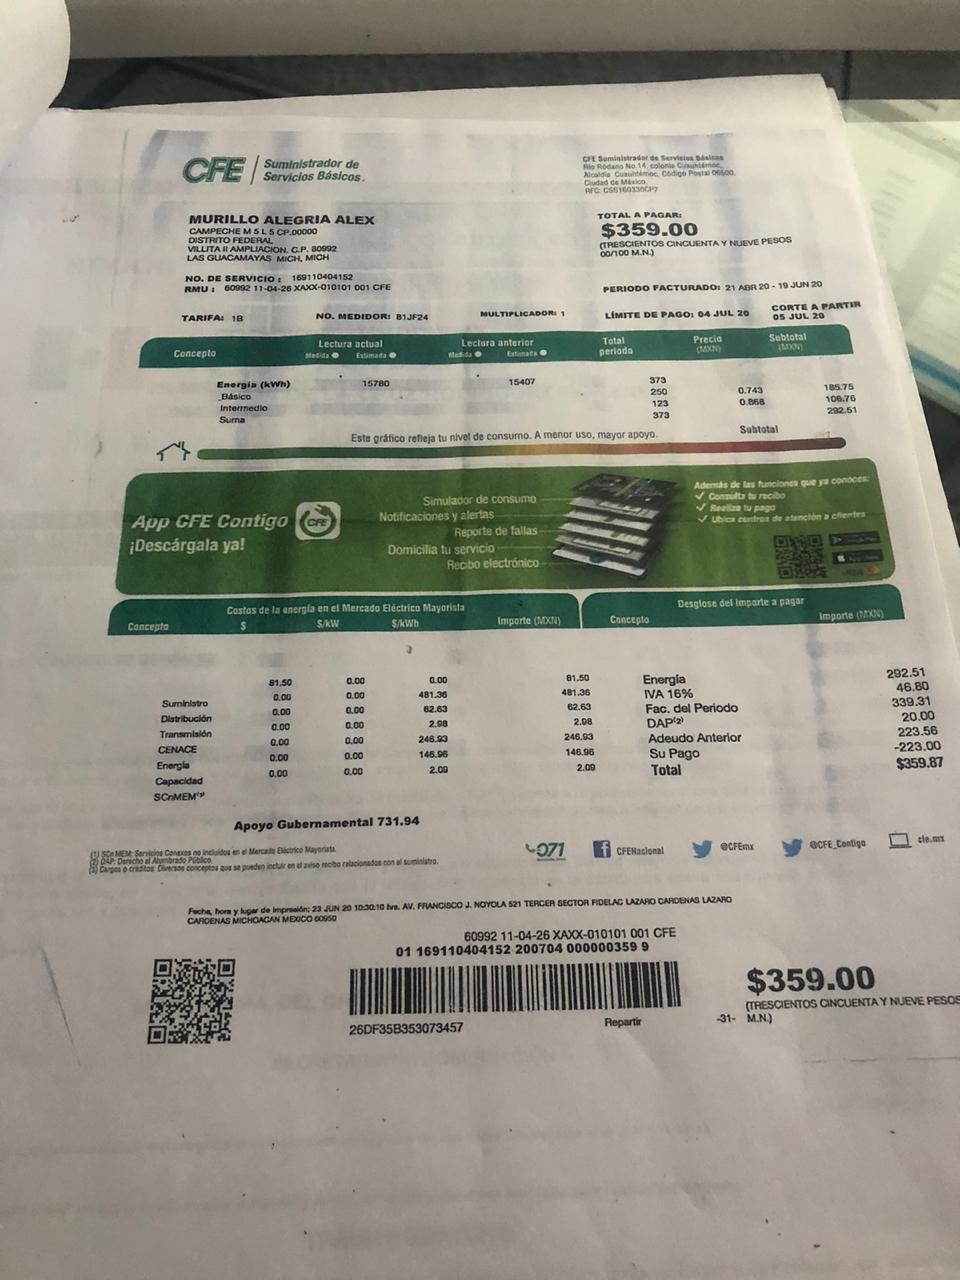 CFE Suministrador de
Servicios Básicos.
CFE Suministrador de Servicios Básicos
Río Ródano No.14, colonia Cuauhtémoc,
Alcaldía Cuauhtémoc, Código Postal 06500,
Ciudad de México.
RFC: CSS160330CP7
MURILLO ALEGRIA ALEX
CAMPECHE M 5 L 5 CP.00000
DISTRITO FEDERAL
VILLITA II AMPLIACION, C.P. 60992
LAS GUACAMAYAS MICH, MICH
TOTAL A PAGAR:
$359.00
(TRESCIENTOS CINCUENTA Y NUEVE PESOS
00/100 M.N.)
NO. DE SERVICIO : 169110404152
RMU : 60992 11-04-26 XAXX-010101 001 CFE
PERIODO FACTURADO: 21 ABR 20 - 19 JUN 20
TARIFA: 1B NO. MEDIDOR: 81JF24 MULTIPLICADOR: 1 LÍMITE DE PAGO: 04 JUL 20 CORTE A PARTIR
05 JUL 20
Concepto Lectura actual Lectura anterior Total periodo Precio (MXN) Subtotal (MXN)
Medida Estimada Medida Estimada
Energía (kWh) 15780 15407 373
Básico 250 0.743 185.75
Intermedio 123 0.868 106.76
Suma 373 292.51
Subtotal
Este gráfico refleja tu nivel de consumo. A menor uso, mayor apoyo.
App CFE Contigo
¡Descárgala ya!
CFE
Simulador de consumo
Notificaciones y alertas
Reporte de fallas
Domicilia tu servicio
Recibo electrónico
Además de las funciones que ya conoces:
✓ Consulta tu recibo
✓ Realiza tu pago
✓ Ubica centros de atención a clientes
Costos de la energía en el Mercado Eléctrico Mayorista
Concepto $ $/kW $/kWh Importe (MXN)
81.50 0.00 0.00 81.50
Suministro 0.00 0.00 481.36 481.36
Distribución 0.00 0.00 62.63 62.63
Transmisión 0.00 0.00 2.98 2.98
CENACE 0.00 0.00 246.93 246.93
Energía 0.00 0.00 146.96 146.96
Capacidad 0.00 0.00 2.09 2.09
SCnMEM⁽¹⁾
Desglose del importe a pagar
Concepto Importe (MXN)
Energía 292.51
IVA 16% 46.80
Fac. del Periodo 339.31
DAP⁽²⁾ 20.00
Adeudo Anterior 223.56
Su Pago -223.00
Total $359.87
Apoyo Gubernamental 731.94
(1) SCn MEM: Servicios Conexos no incluidos en el Mercado Eléctrico Mayorista.
(2) DAP: Derecho al Alumbrado Público.
(3) Cargos o créditos: Diversos conceptos que se pueden incluir en el aviso recibo relacionados con el suministro.
071 CFENacional @CFEmx @CFE_Contigo cfe.mx
Fecha, hora y lugar de impresión: 23 JUN 20 10:30:10 hrs. AV. FRANCISCO J. NOYOLA 521 TERCER SECTOR FIDELAC LAZARO CARDENAS LAZARO
CARDENAS MICHOACAN MEXICO 60950
60992 11-04-26 XAXX-010101 001 CFE
01 169110404152 200704 000000359 9
26DF35B353073457
Repartir
$359.00
(TRESCIENTOS CINCUENTA Y NUEVE PESOS
-31- M.N.)